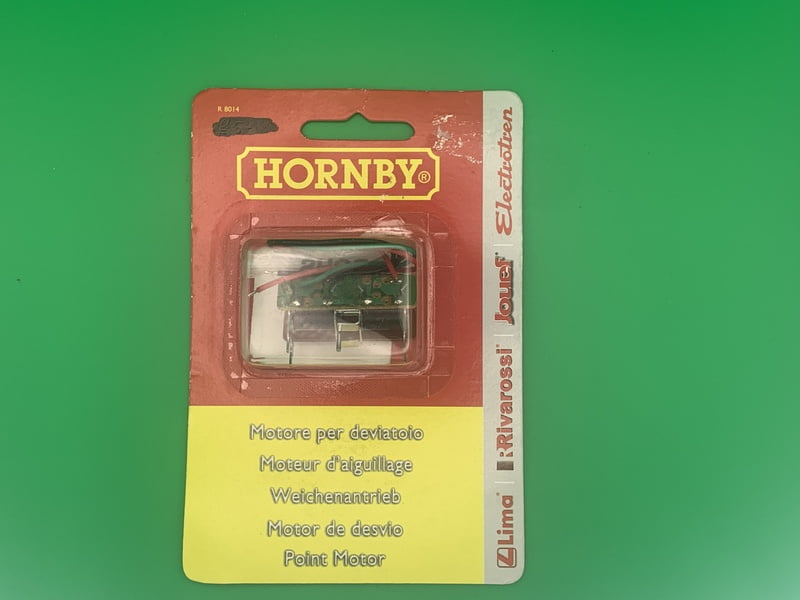 R 8014
HORNBY®
Motore per deviatoio
Moteur d'aiguillage
Weichenantrieb
Motor de desvio
Point Motor
Lima®
Rivarossi®
Jouef®
Electrotren